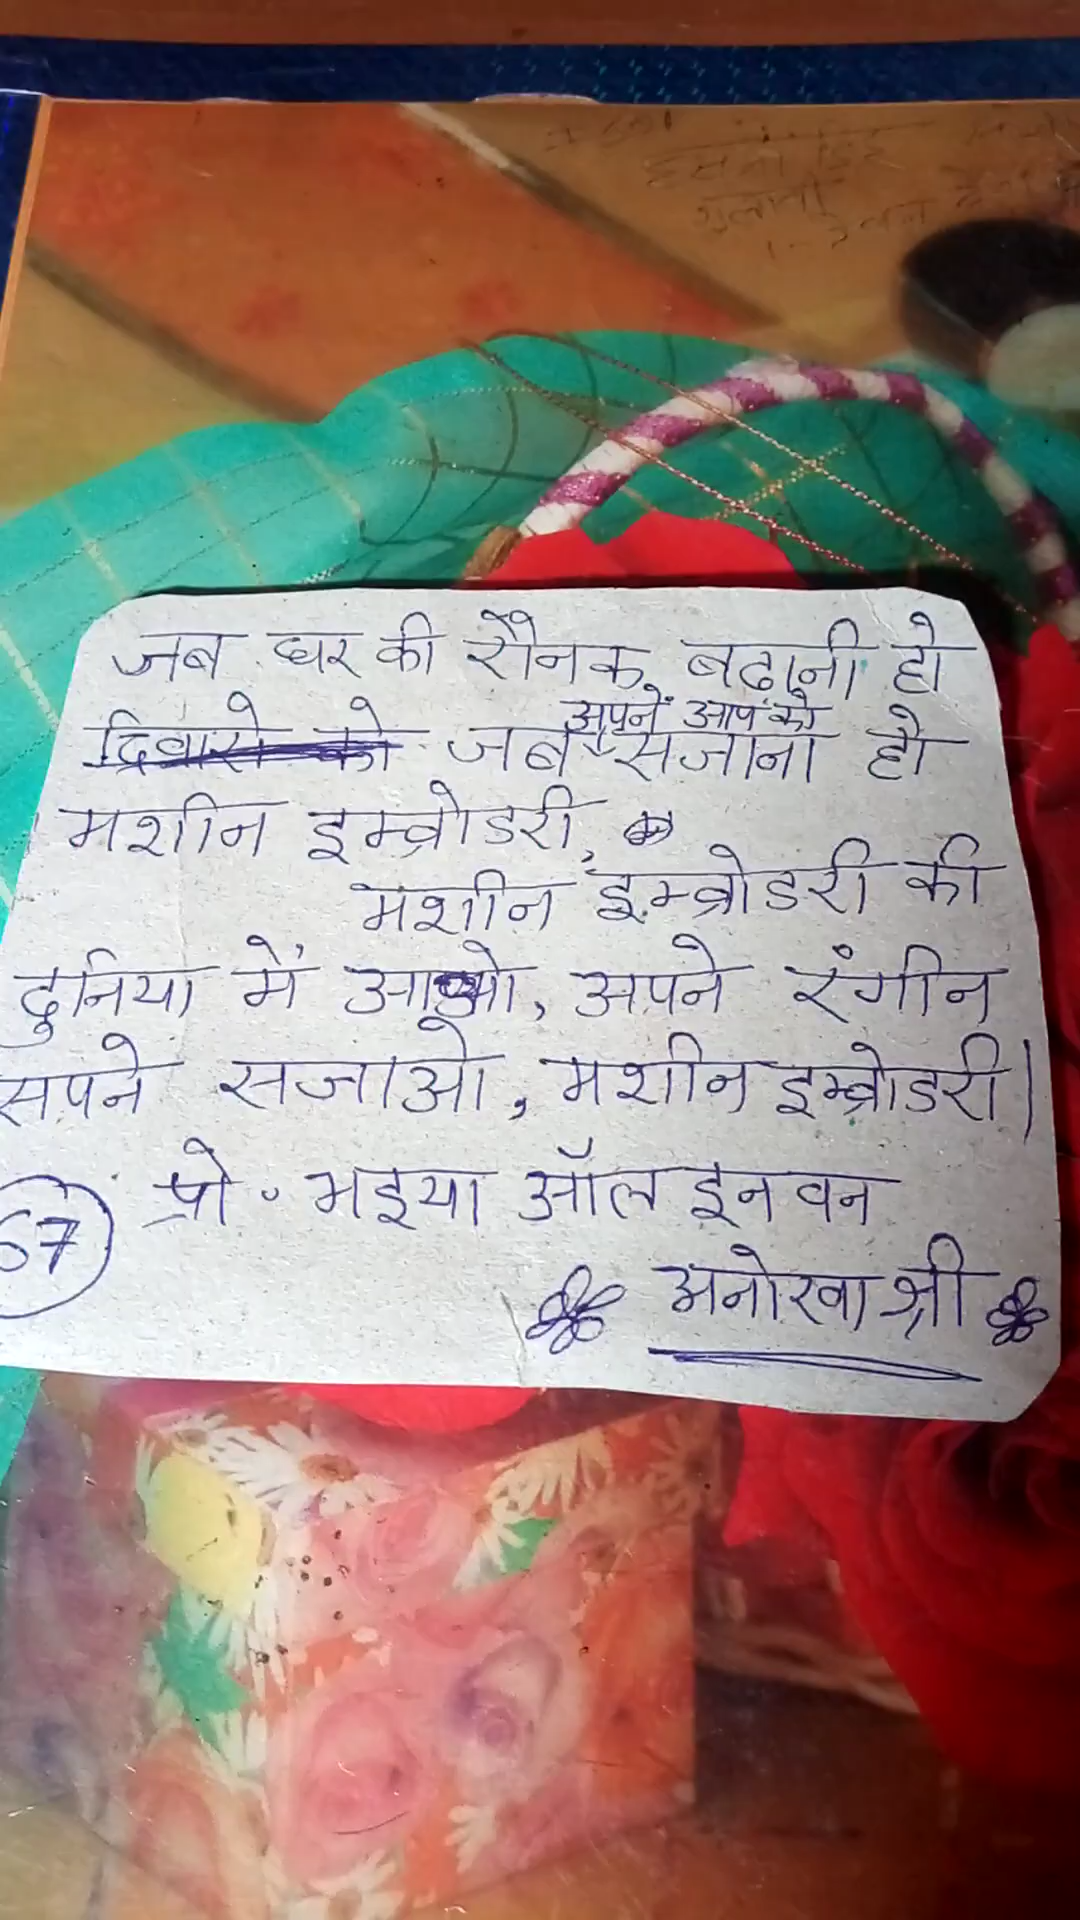 जब घर की रौनक बढानी हो
अपनें आप को
जब सजाना हो
मशीन इम्ब्रोडरी,
मशीन इम्ब्रोडरी की
दुनिया में आओ, अपने रंगीन
सपने सजाओ, मशीन इम्ब्रोडरी|
प्रो॰ भइया ऑल इन वन
67
अनोखा श्री